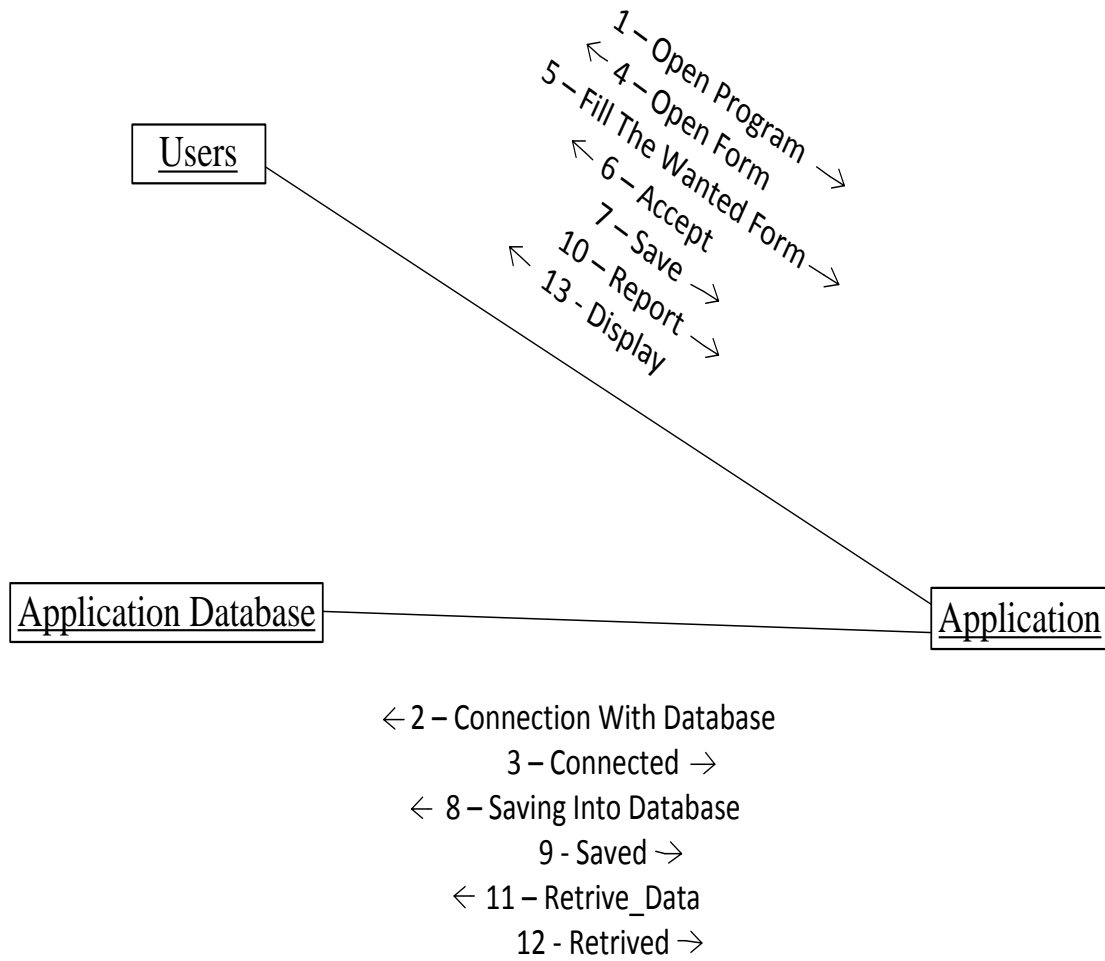 1 – Open Program →
← 4 – Open Form
5 – Fill The Wanted Form →
← 6 – Accept
7 – Save →
10 – Report →
← 13 - Display
Users
Application Database
Application
← 2 – Connection With Database
3 – Connected →
← 8 – Saving Into Database
9 - Saved →
← 11 – Retrive_Data
12 - Retrived →